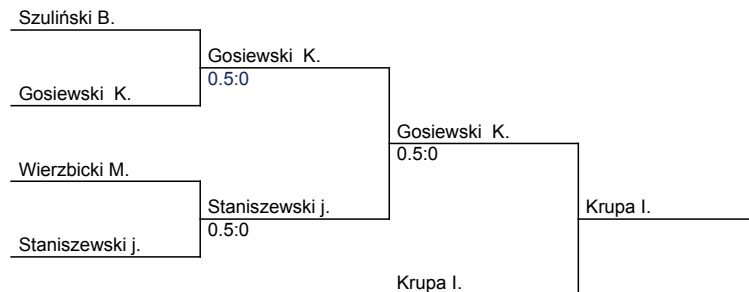 Szuliński B.
Gosiewski  K.
0.5:0
Gosiewski  K.
Gosiewski  K.
0.5:0
Wierzbicki M.
Staniszewski j.
0.5:0
Krupa I.
Staniszewski j.
Krupa I.